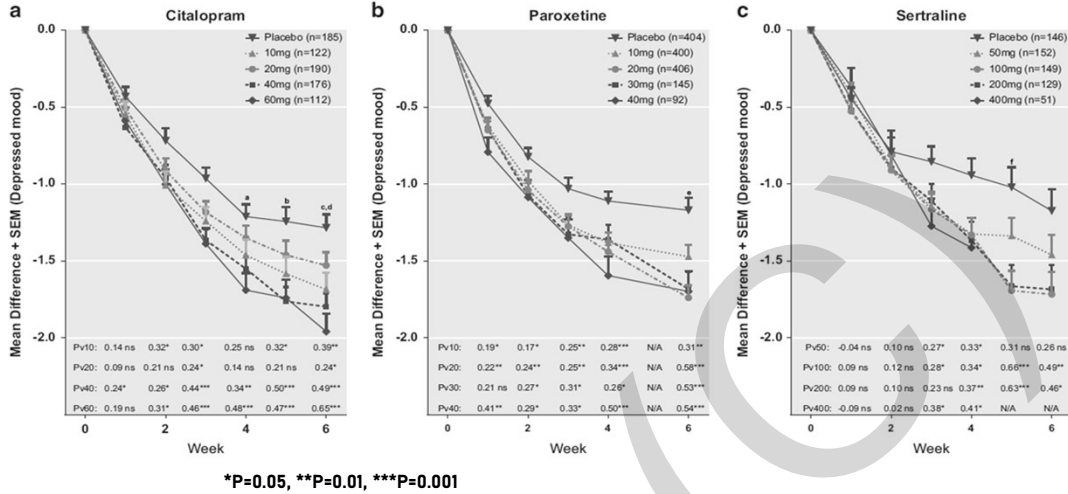 a
Citalopram
Mean Difference + SEM (Depressed mood)
0.0
-0.5
-1.0
-1.5
-2.0
Placebo (n=185)
10mg (n=122)
20mg (n=190)
40mg (n=176)
60mg (n=112)
a b c,d
Pv10: 0.14 ns 0.32* 0.30* 0.25 ns 0.32* 0.39**
Pv20: 0.09 ns 0.21 ns 0.24* 0.14 ns 0.21 ns 0.24*
Pv40: 0.24* 0.26* 0.44*** 0.34** 0.50*** 0.49***
Pv60: 0.19 ns 0.31* 0.46*** 0.48*** 0.47*** 0.65***
0 2 4 6
Week
b
Paroxetine
Mean Difference + SEM (Depressed mood)
0.0
-0.5
-1.0
-1.5
-2.0
Placebo (n=404)
10mg (n=400)
20mg (n=406)
30mg (n=145)
40mg (n=92)
e
Pv10: 0.19* 0.17* 0.25** 0.28*** N/A 0.31**
Pv20: 0.22** 0.24** 0.25** 0.34*** N/A 0.58***
Pv30: 0.21 ns 0.27* 0.31* 0.26* N/A 0.53***
Pv40: 0.41** 0.29* 0.33* 0.50*** N/A 0.54***
0 2 4 6
Week
c
Sertraline
Mean Difference + SEM (Depressed mood)
0.0
-0.5
-1.0
-1.5
-2.0
Placebo (n=146)
50mg (n=152)
100mg (n=149)
200mg (n=129)
400mg (n=51)
f
Pv50: -0.04 ns 0.10 ns 0.27* 0.33* 0.31 ns 0.26 ns
Pv100: 0.09 ns 0.12 ns 0.28* 0.34* 0.66*** 0.49**
Pv200: 0.09 ns 0.10 ns 0.23 ns 0.37** 0.63*** 0.46*
Pv400: -0.09 ns 0.02 ns 0.38* 0.41* N/A N/A
0 2 4 6
Week
*P=0.05, **P=0.01, ***P=0.001